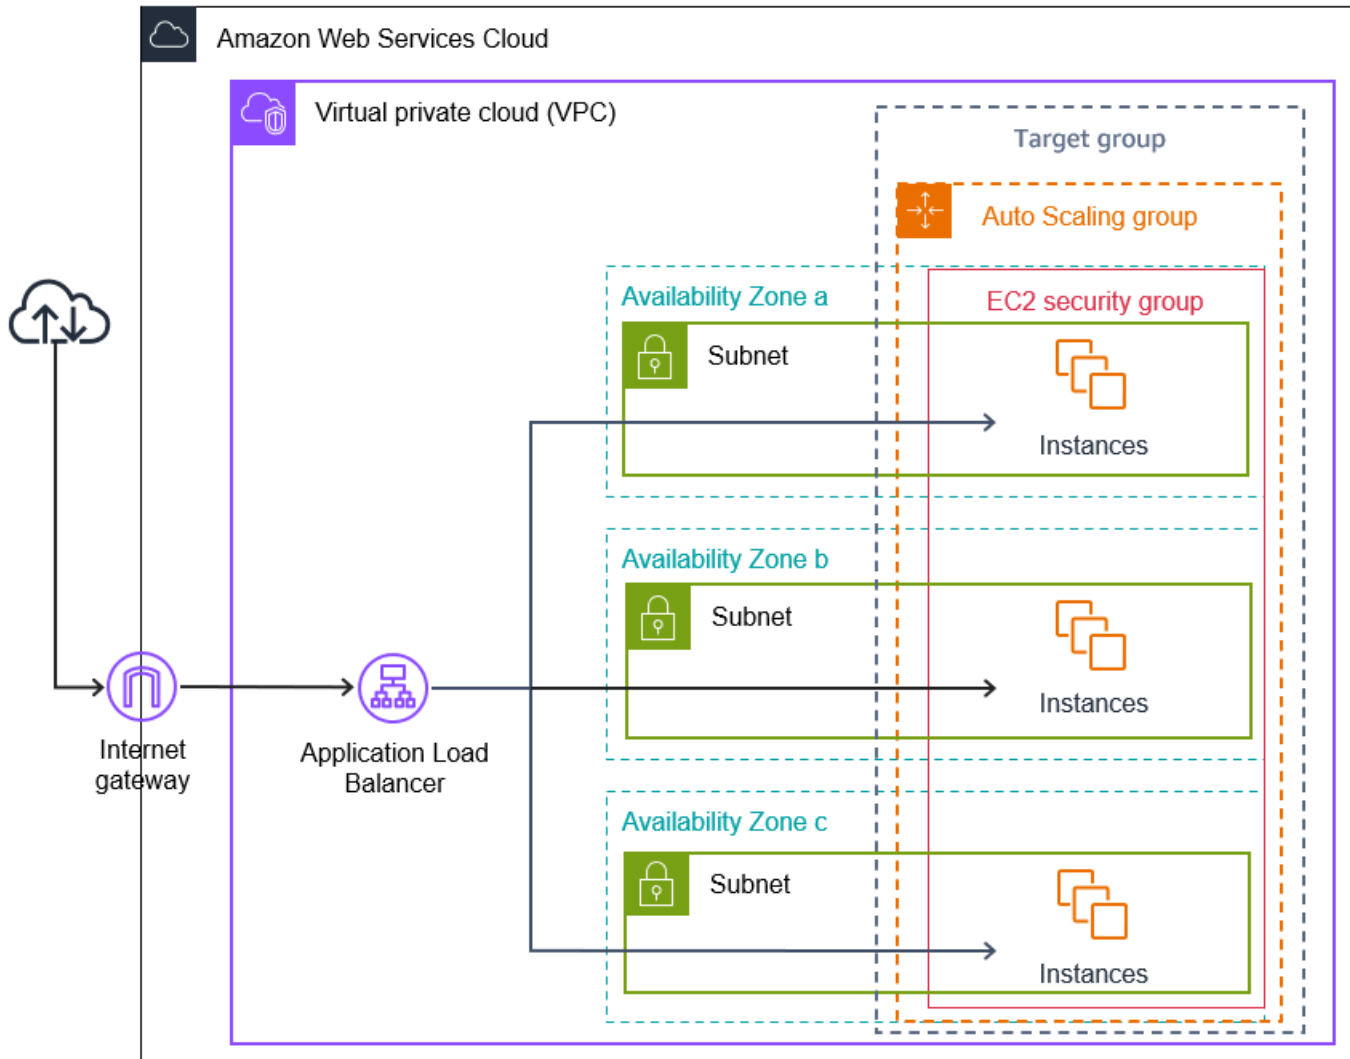 Amazon Web Services Cloud
Virtual private cloud (VPC)
Target group
Auto Scaling group
Availability Zone a
EC2 security group
Subnet
Instances
Availability Zone b
Subnet
Instances
Internet
gateway
Application Load
Balancer
Availability Zone c
Subnet
Instances